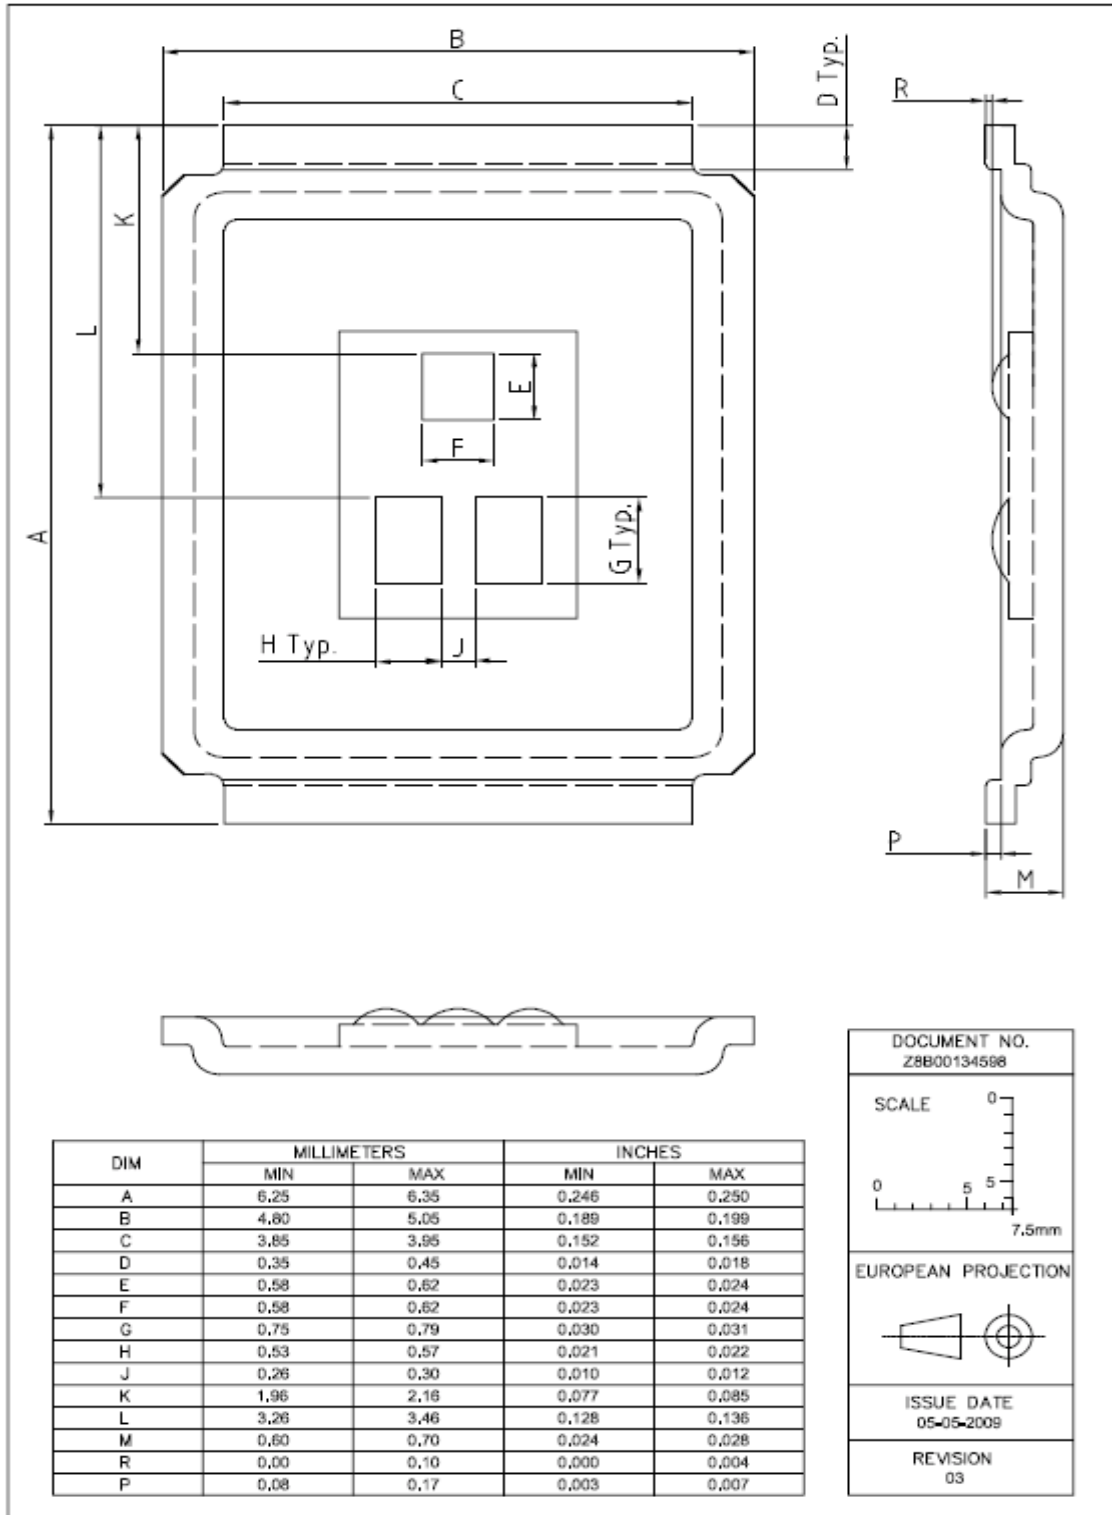 B
C
D Typ.
R
K
L
E
F
A
G Typ.
H Typ.
J
P
M
DOCUMENT NO.
Z8B00134598
SCALE
0
0
5
5
7.5mm
EUROPEAN PROJECTION
ISSUE DATE
05-05-2009
REVISION
03
DIM MILLIMETERS INCHES
MIN MAX MIN MAX
A 6.25 6.35 0.246 0.250
B 4.80 5.05 0.189 0.199
C 3.85 3.95 0.152 0.156
D 0.35 0.45 0.014 0.018
E 0.58 0.62 0.023 0.024
F 0.58 0.62 0.023 0.024
G 0.75 0.79 0.030 0.031
H 0.53 0.57 0.021 0.022
J 0.26 0.30 0.010 0.012
K 1.96 2.16 0.077 0.085
L 3.26 3.46 0.128 0.136
M 0.60 0.70 0.024 0.028
R 0.00 0.10 0.000 0.004
P 0.08 0.17 0.003 0.007